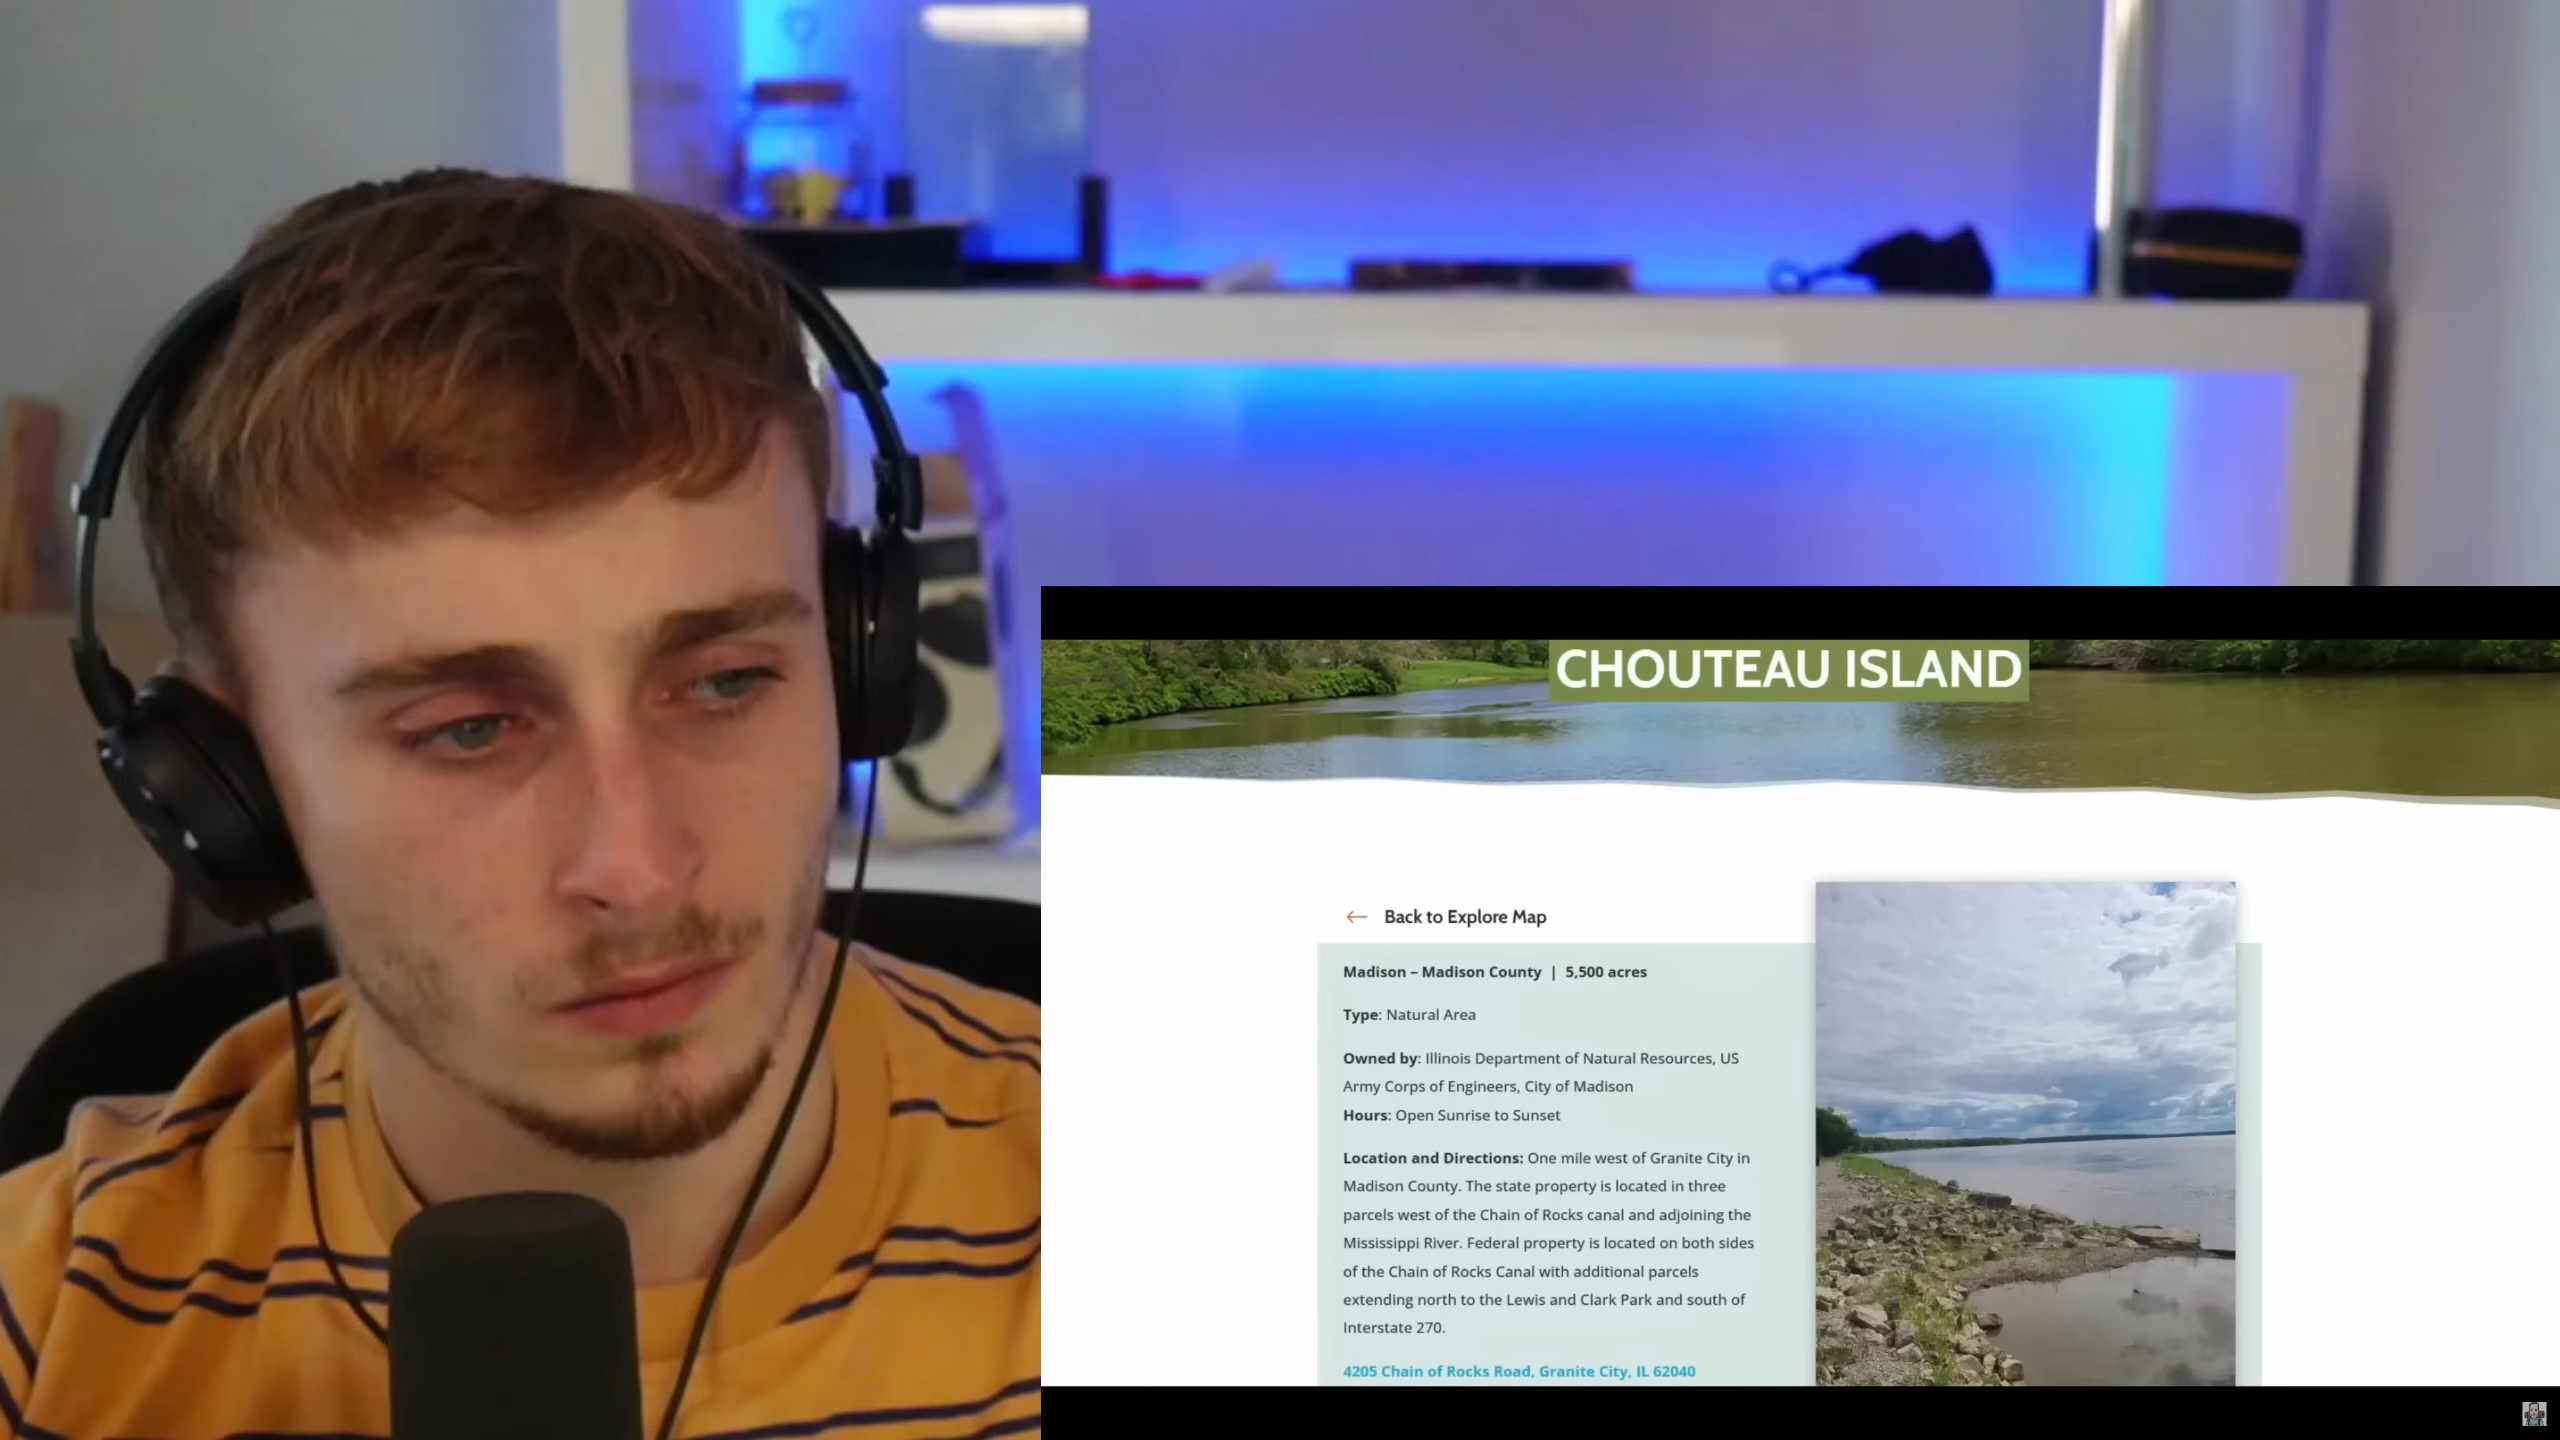 CHOUTEAU ISLAND
← Back to Explore Map
Madison – Madison County | 5,500 acres
Type: Natural Area
Owned by: Illinois Department of Natural Resources, US
Army Corps of Engineers, City of Madison
Hours: Open Sunrise to Sunset
Location and Directions: One mile west of Granite City in
Madison County. The state property is located in three
parcels west of the Chain of Rocks canal and adjoining the
Mississippi River. Federal property is located on both sides
of the Chain of Rocks Canal with additional parcels
extending north to the Lewis and Clark Park and south of
Interstate 270.
4205 Chain of Rocks Road, Granite City, IL 62040